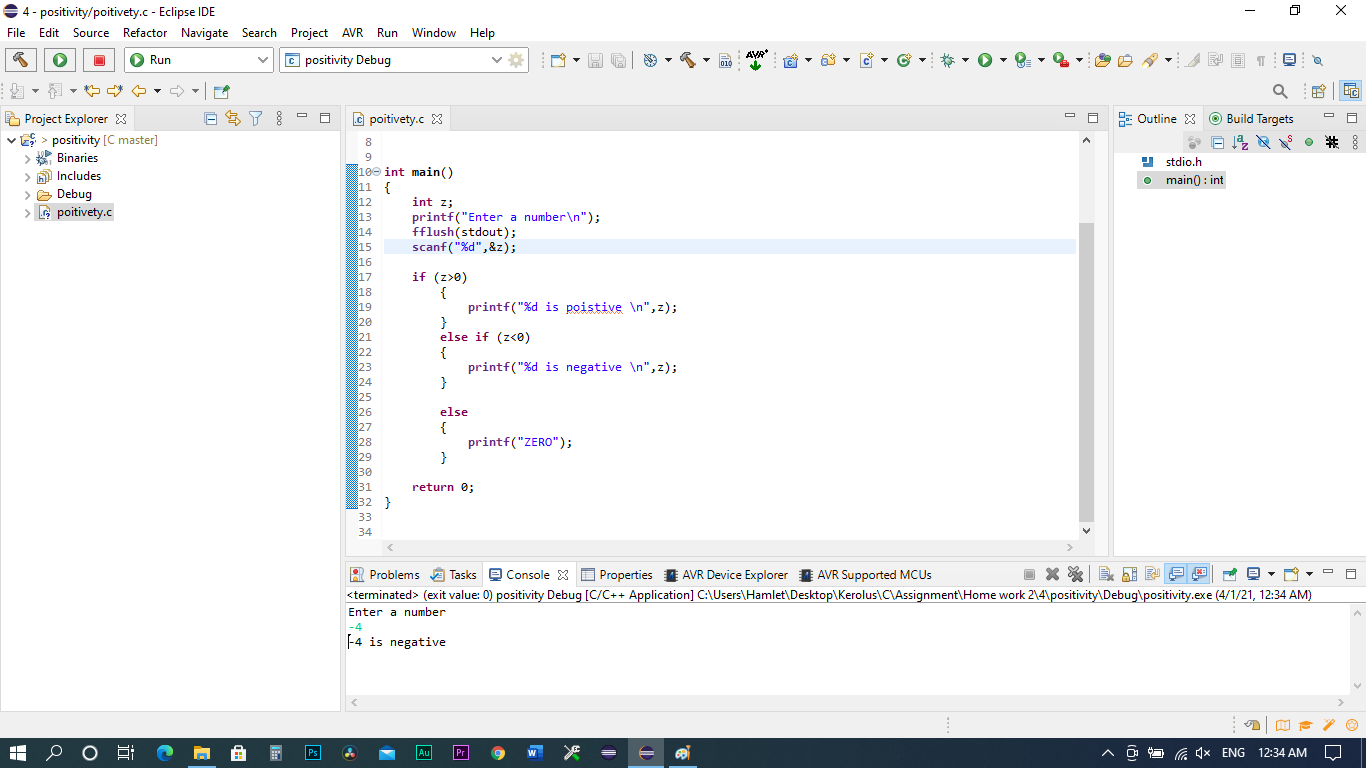 4 - positivity/poitivety.c - Eclipse IDE
File Edit Source Refactor Navigate Search Project AVR Run Window Help
Run positivity Debug
Project Explorer
> positivity [C master]
Binaries
Includes
Debug
poitivety.c
poitivety.c
8
9
10 int main()
11 {
12 int z;
13 printf("Enter a number\n");
14 fflush(stdout);
15 scanf("%d",&z);
16
17 if (z>0)
18 {
19 printf("%d is poistive \n",z);
20 }
21 else if (z<0)
22 {
23 printf("%d is negative \n",z);
24 }
25
26 else
27 {
28 printf("ZERO");
29 }
30
31 return 0;
32 }
33
34
Outline Build Targets
stdio.h
main() : int
Problems Tasks Console Properties AVR Device Explorer AVR Supported MCUs
<terminated> (exit value: 0) positivity Debug [C/C++ Application] C:\Users\Hamlet\Desktop\Kerolus\C\Assignment\Home work 2\4\positivity\Debug\positivity.exe (4/1/21, 12:34 AM)
Enter a number
-4
-4 is negative
ENG 12:34 AM